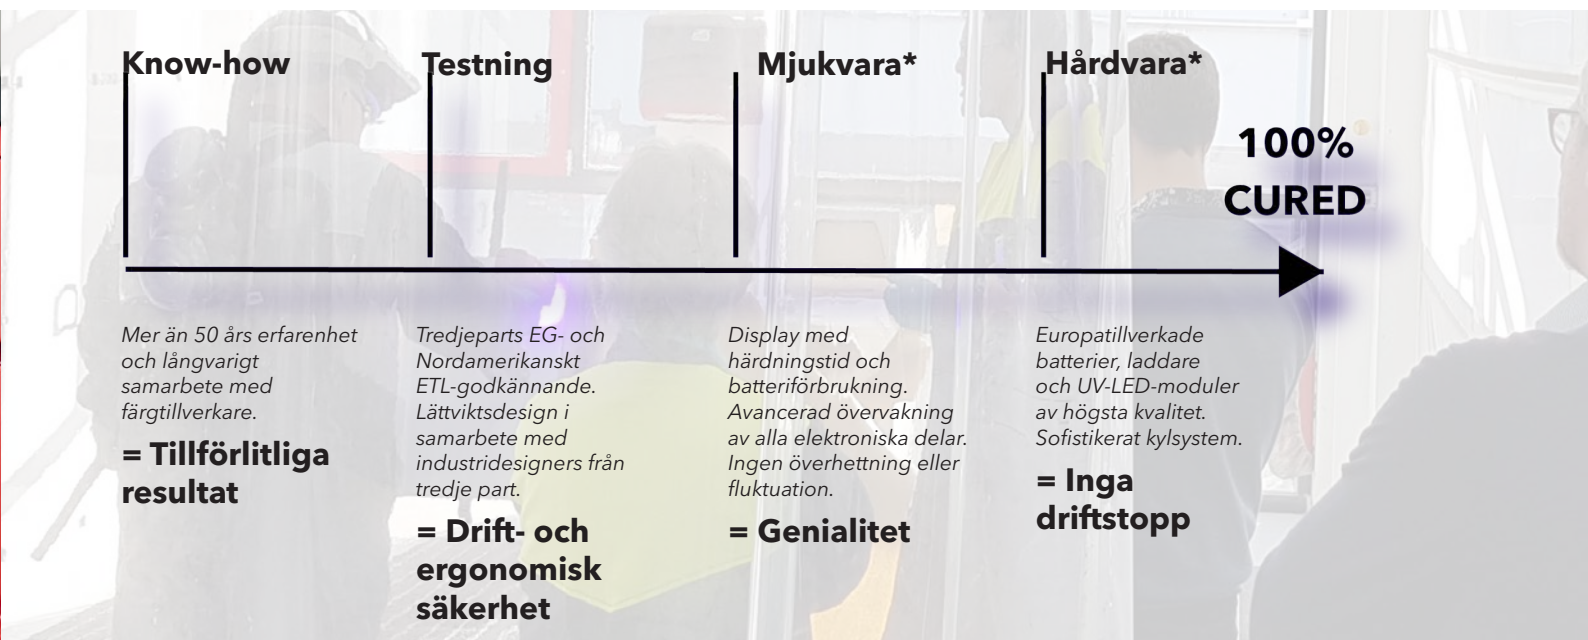 Know-how
Mer än 50 års erfarenhet
och långvarigt
samarbete med
färgtillverkare.
= Tillförlitliga
resultat
Testning
Tredjeparts EG- och
Nordamerikanskt
ETL-godkännande.
Lättviktsdesign i
samarbete med
industridesigners från
tredje part.
= Drift- och
ergonomisk
säkerhet
Mjukvara*
Display med
härdningstid och
batteriförbrukning.
Avancerad övervakning
av alla elektroniska delar.
Ingen överhettning eller
fluktuation.
= Genialitet
Hårdvara*
Europatillverkade
batterier, laddare
och UV-LED-moduler
av högsta kvalitet.
Sofistikerat kylsystem.
= Inga
driftstopp
100%
CURED